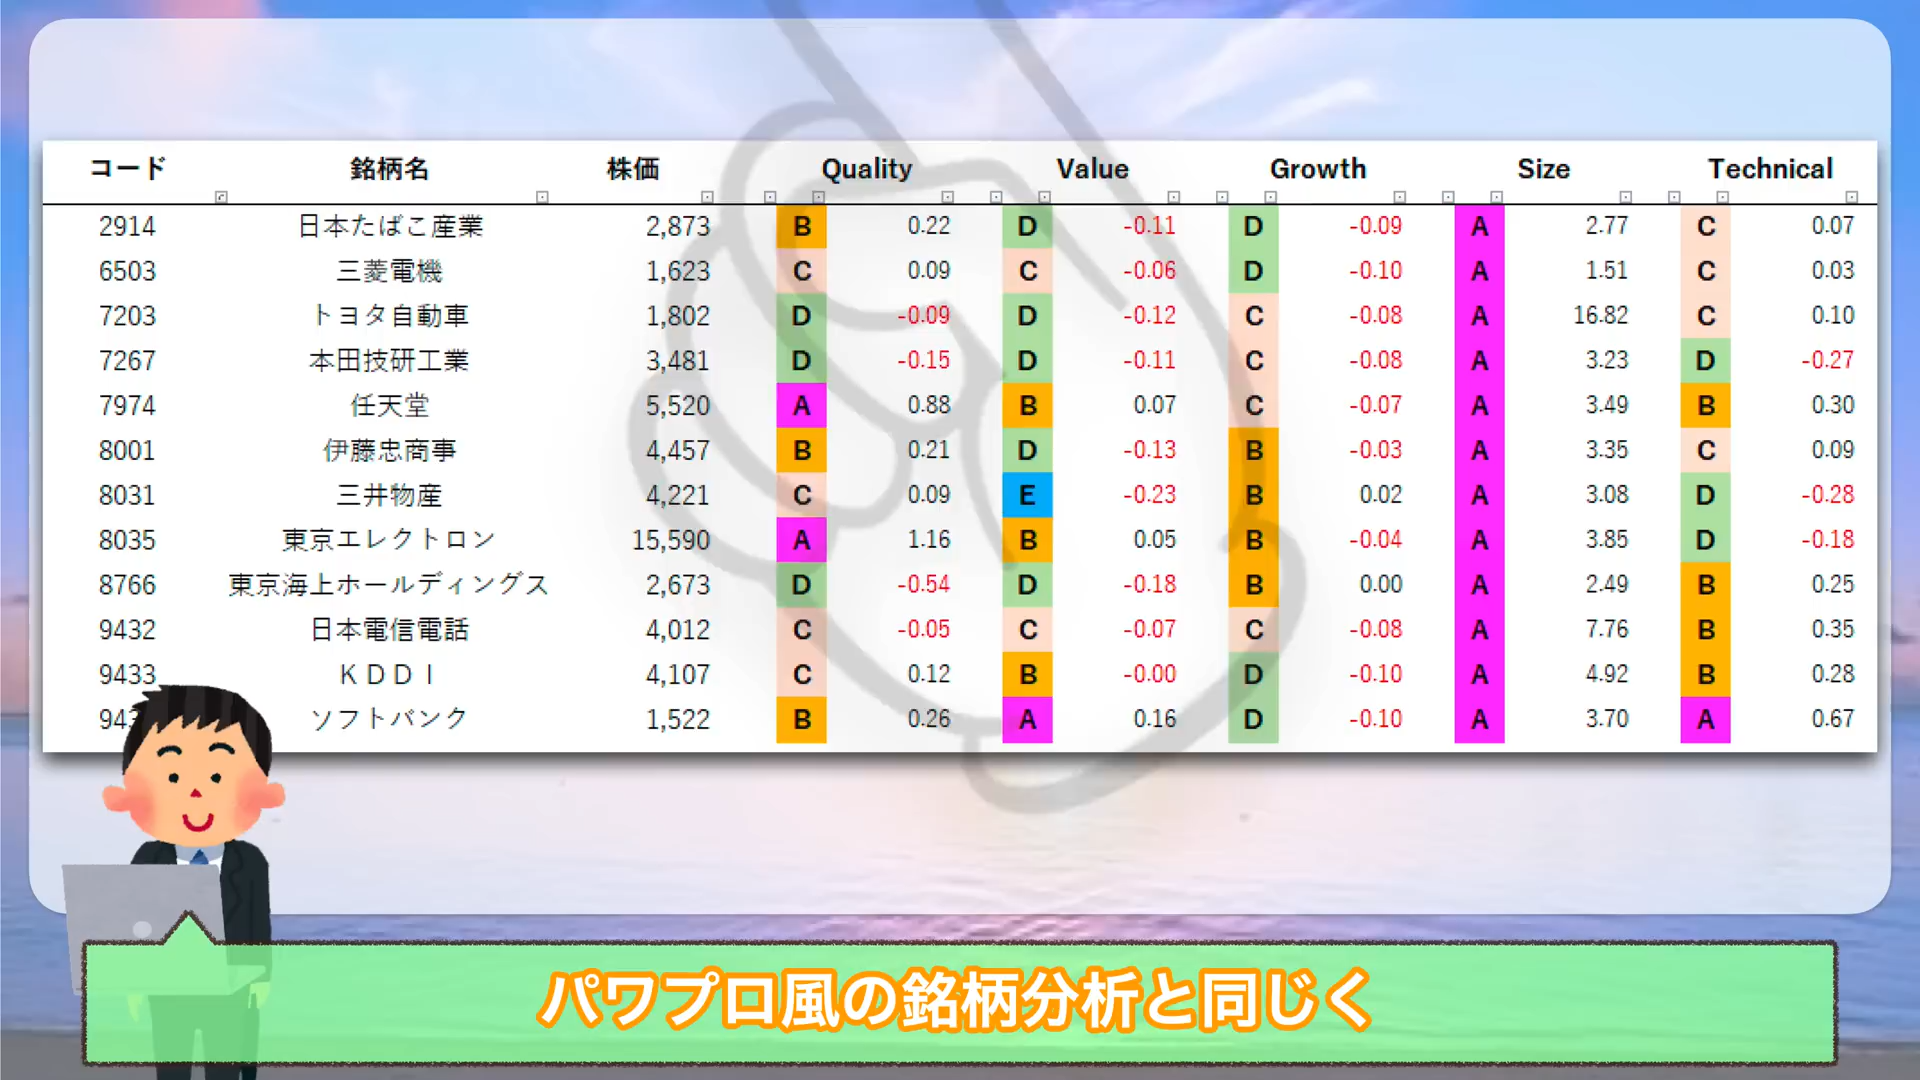 コード 銘柄名 株価 Quality Value Growth Size Technical
2914 日本たばこ産業 2,873 B 0.22 D -0.11 D -0.09 A 2.77 C 0.07
6503 三菱電機 1,623 C 0.09 C -0.06 D -0.10 A 1.51 C 0.03
7203 トヨタ自動車 1,802 D -0.09 D -0.12 C -0.08 A 16.82 C 0.10
7267 本田技研工業 3,481 D -0.15 D -0.11 C -0.08 A 3.23 D -0.27
7974 任天堂 5,520 A 0.88 B 0.07 C -0.07 A 3.49 B 0.30
8001 伊藤忠商事 4,457 B 0.21 D -0.13 B -0.03 A 3.35 C 0.09
8031 三井物産 4,221 C 0.09 E -0.23 B 0.02 A 3.08 D -0.28
8035 東京エレクトロン 15,590 A 1.16 B 0.05 B -0.04 A 3.85 D -0.18
8766 東京海上ホールディングス 2,673 D -0.54 D -0.18 B 0.00 A 2.49 B 0.25
9432 日本電信電話 4,012 C -0.05 C -0.07 C -0.08 A 7.76 B 0.35
9433 ＫＤＤＩ 4,107 C 0.12 B -0.00 D -0.10 A 4.92 B 0.28
ソフトバンク 1,522 B 0.26 A 0.16 D -0.10 A 3.70 A 0.67
パワプロ風の銘柄分析と同じく